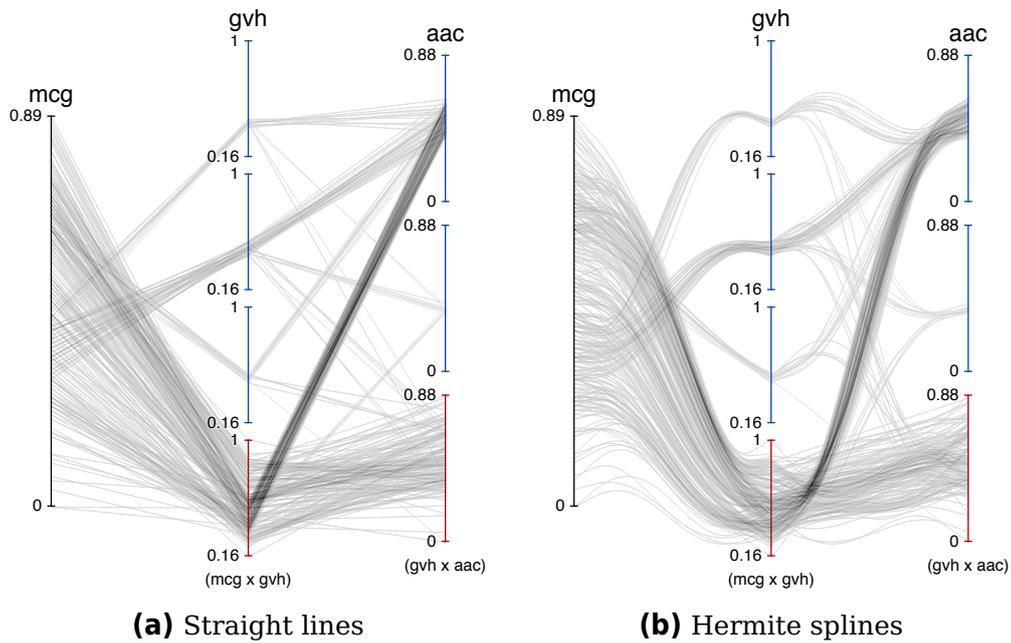 gvh
1
0.16
1
0.16
1
0.16
1
0.16
(mcg x gvh)
aac
0.88
0
0.88
0
0.88
0
(gvh x aac)
mcg
0.89
0
(a) Straight lines
gvh
1
0.16
1
0.16
1
0.16
1
0.16
(mcg x gvh)
aac
0.88
0
0.88
0
0.88
0
(gvh x aac)
mcg
0.89
0
(b) Hermite splines